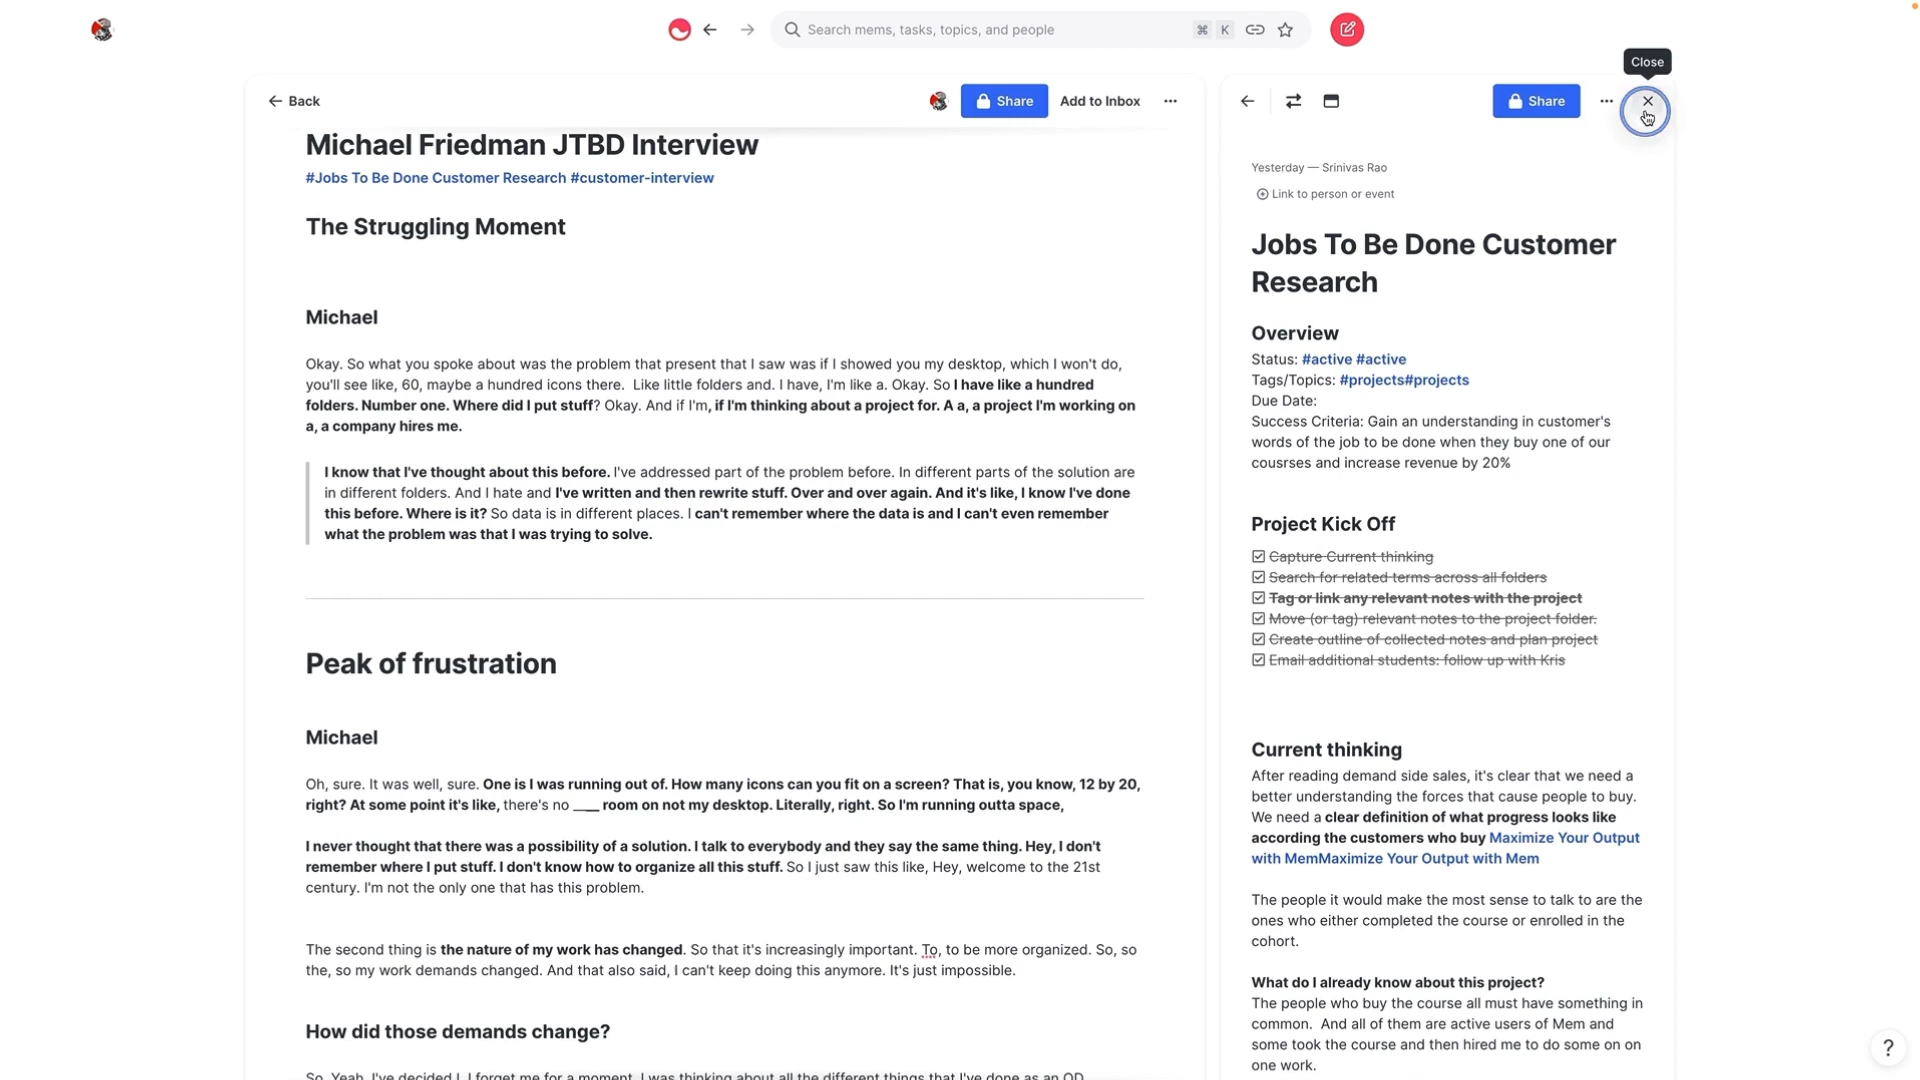 Search mems, tasks, topics, and people
⌘ K
Close
Back
Share
Add to Inbox
Share
Michael Friedman JTBD Interview
#Jobs To Be Done Customer Research #customer-interview
The Struggling Moment
Michael
Okay. So what you spoke about was the problem that present that I saw was if I showed you my desktop, which I won't do,
you'll see like, 60, maybe a hundred icons there.  Like little folders and. I have, I'm like a. Okay. So I have like a hundred
folders. Number one. Where did I put stuff? Okay. And if I'm, if I'm thinking about a project for. A a, a project I'm working on
a, a company hires me.
I know that I've thought about this before. I've addressed part of the problem before. In different parts of the solution are
in different folders. And I hate and I've written and then rewrite stuff. Over and over again. And it's like, I know I've done
this before. Where is it? So data is in different places. I can't remember where the data is and I can't even remember
what the problem was that I was trying to solve.
Peak of frustration
Michael
Oh, sure. It was well, sure. One is I was running out of. How many icons can you fit on a screen? That is, you know, 12 by 20,
right? At some point it's like, there's no ___ room on not my desktop. Literally, right. So I'm running outta space,
I never thought that there was a possibility of a solution. I talk to everybody and they say the same thing. Hey, I don't
remember where I put stuff. I don't know how to organize all this stuff. So I just saw this like, Hey, welcome to the 21st
century. I'm not the only one that has this problem.
The second thing is the nature of my work has changed. So that it's increasingly important. To, to be more organized. So, so
the, so my work demands changed. And that also said, I can't keep doing this anymore. It's just impossible.
How did those demands change?
So. Yeah. I've decided I. I forget me for a moment. I was thinking about all the different things that I've done as an OD
Yesterday — Srinivas Rao
Link to person or event
Jobs To Be Done Customer
Research
Overview
Status: #active #active
Tags/Topics: #projects#projects
Due Date:
Success Criteria: Gain an understanding in customer's
words of the job to be done when they buy one of our
cousrses and increase revenue by 20%
Project Kick Off
Capture Current thinking
Search for related terms across all folders
Tag or link any relevant notes with the project
Move (or tag) relevant notes to the project folder.
Create outline of collected notes and plan project
Email additional students: follow up with Kris
Current thinking
After reading demand side sales, it's clear that we need a
better understanding the forces that cause people to buy.
We need a clear definition of what progress looks like
according the customers who buy Maximize Your Output
with MemMaximize Your Output with Mem
The people it would make the most sense to talk to are the
ones who either completed the course or enrolled in the
cohort.
What do I already know about this project?
The people who buy the course all must have something in
common.  And all of them are active users of Mem and
some took the course and then hired me to do some on on
one work.
?